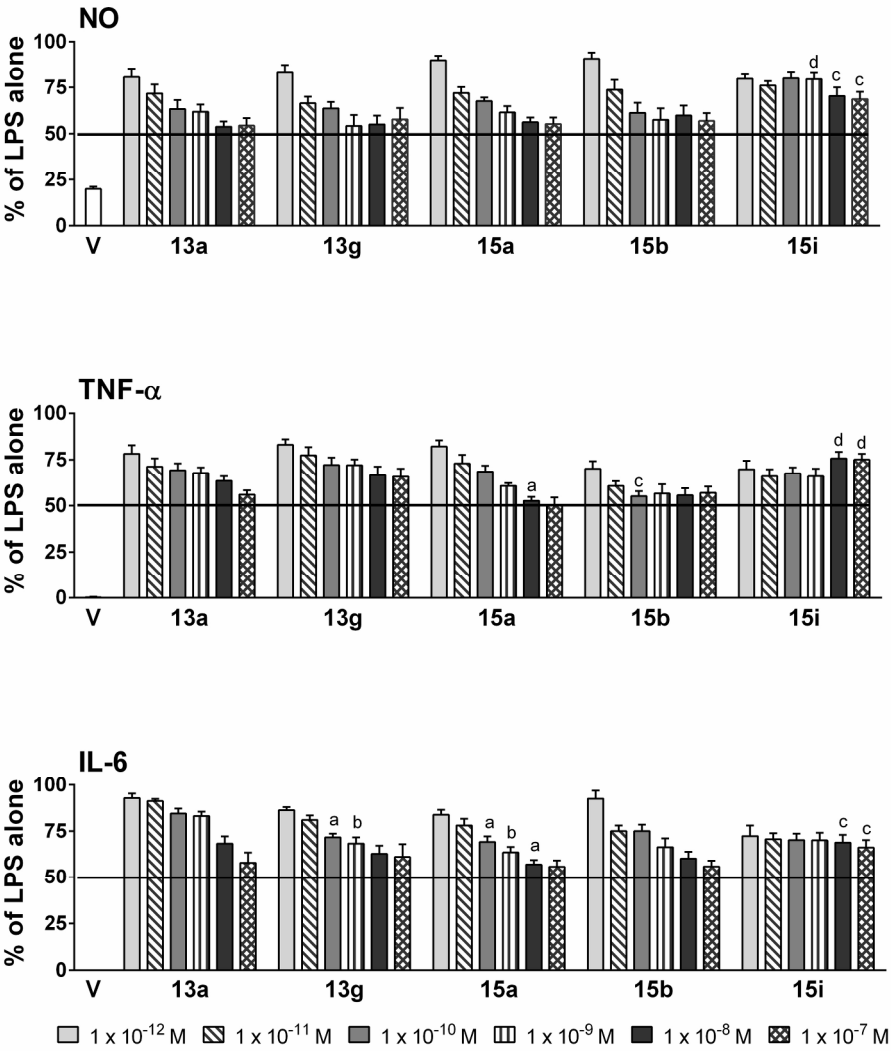 NO
% of LPS alone
100
75
50
25
0
d
c c
V 13a 13g 15a 15b 15i
TNF-α
% of LPS alone
100
75
50
25
0
a
c
d d
V 13a 13g 15a 15b 15i
IL-6
% of LPS alone
100
75
50
25
0
a b
a b a
c c
V 13a 13g 15a 15b 15i
1 x 10⁻¹² M 1 x 10⁻¹¹ M 1 x 10⁻¹⁰ M 1 x 10⁻⁹ M 1 x 10⁻⁸ M 1 x 10⁻⁷ M